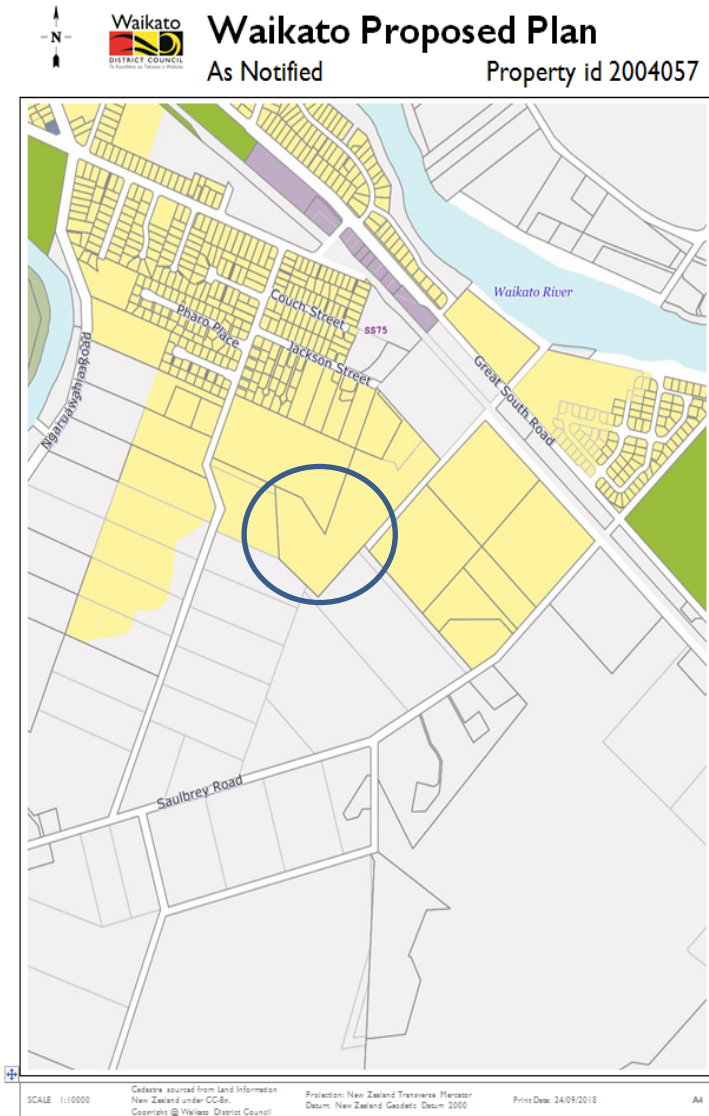 N
Waikato
DISTRICT COUNCIL
Waikato Proposed Plan
As Notified
Property id 2004057
Waikato River
Couch Street
SS75
Pharo Place
Jackson Street
Great South Road
Ngaruawahia Road
Saulbrey Road
SCALE 1:10000
Cadastre sourced from Land Information
New Zealand under CC-By.
Copyright @ Waikato District Council
Projection: New Zealand Transverse Mercator
Datum: New Zealand Geodetic Datum 2000
Print Date: 24/09/2018
A4